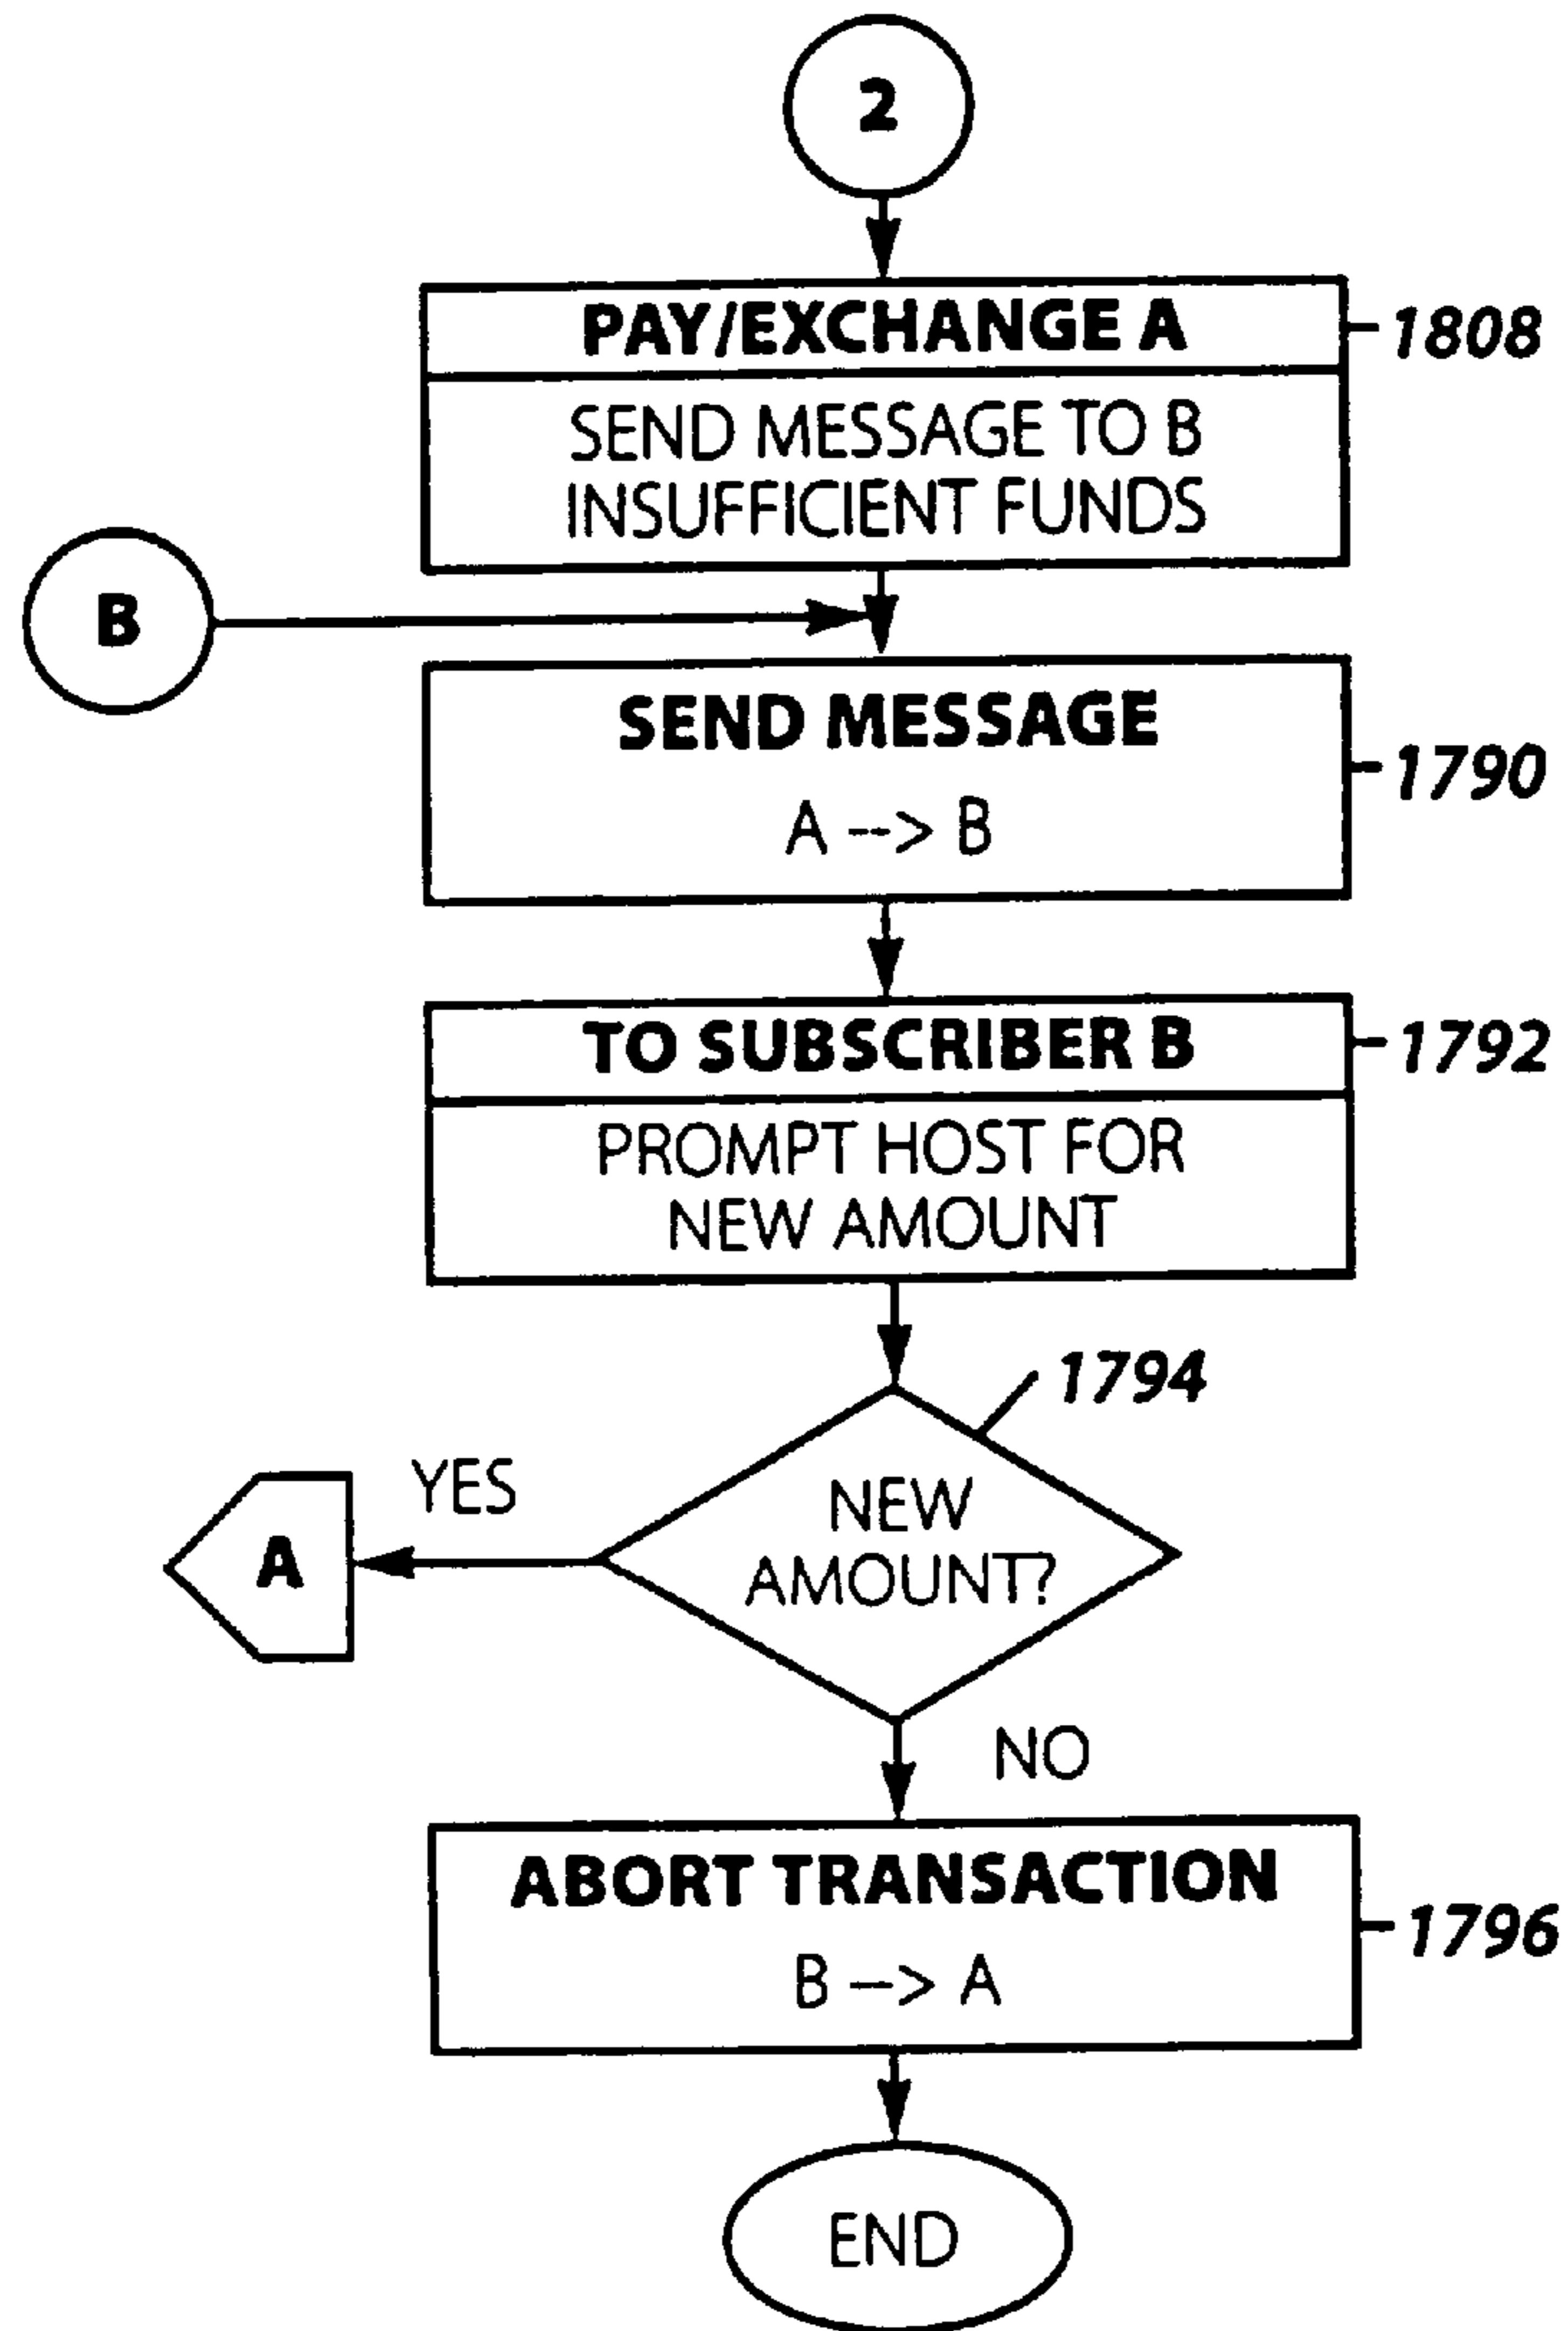 2
PAY/EXCHANGE A
1808
SEND MESSAGE TO B
INSUFFICIENT FUNDS
B
SEND MESSAGE
1790
A --> B
TO SUBSCRIBER B
1792
PROMPT HOST FOR
NEW AMOUNT
1794
YES
NEW
AMOUNT?
A
NO
ABORT TRANSACTION
1796
B --> A
END